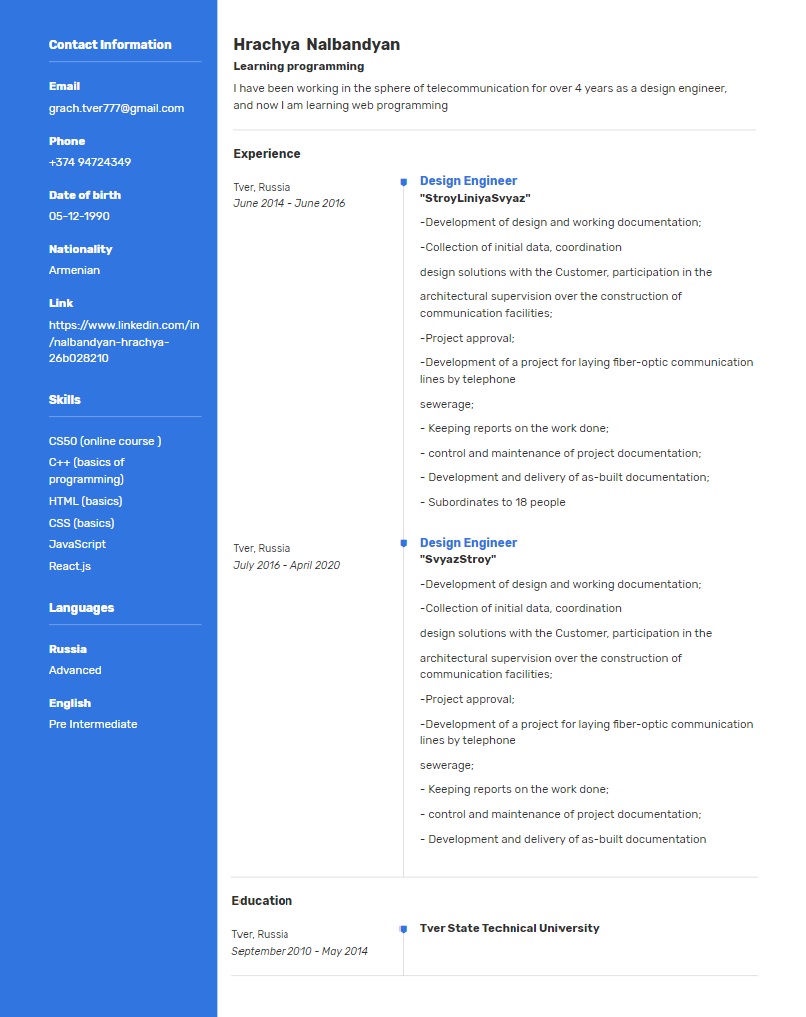 Contact Information
Email
grach.tver777@gmail.com
Phone
+374 94724349
Date of birth
05-12-1990
Nationality
Armenian
Link
https://www.linkedin.com/in
/nalbandyan-hrachya-
26b028210
Skills
CS50 (online course )
C++ (basics of
programming)
HTML (basics)
CSS (basics)
JavaScript
React.js
Languages
Russia
Advanced
English
Pre Intermediate
Hrachya Nalbandyan
Learning programming
I have been working in the sphere of telecommunication for over 4 years as a design engineer,
and now I am learning web programming
Experience
Tver, Russia
June 2014 - June 2016
Design Engineer
"StroyLiniyaSvyaz"
-Development of design and working documentation;
-Collection of initial data, coordination
design solutions with the Customer, participation in the
architectural supervision over the construction of
communication facilities;
-Project approval;
-Development of a project for laying fiber-optic communication
lines by telephone
sewerage;
- Keeping reports on the work done;
- control and maintenance of project documentation;
- Development and delivery of as-built documentation;
- Subordinates to 18 people
Tver, Russia
July 2016 - April 2020
Design Engineer
"SvyazStroy"
-Development of design and working documentation;
-Collection of initial data, coordination
design solutions with the Customer, participation in the
architectural supervision over the construction of
communication facilities;
-Project approval;
-Development of a project for laying fiber-optic communication
lines by telephone
sewerage;
- Keeping reports on the work done;
- control and maintenance of project documentation;
- Development and delivery of as-built documentation
Education
Tver, Russia
September 2010 - May 2014
Tver State Technical University